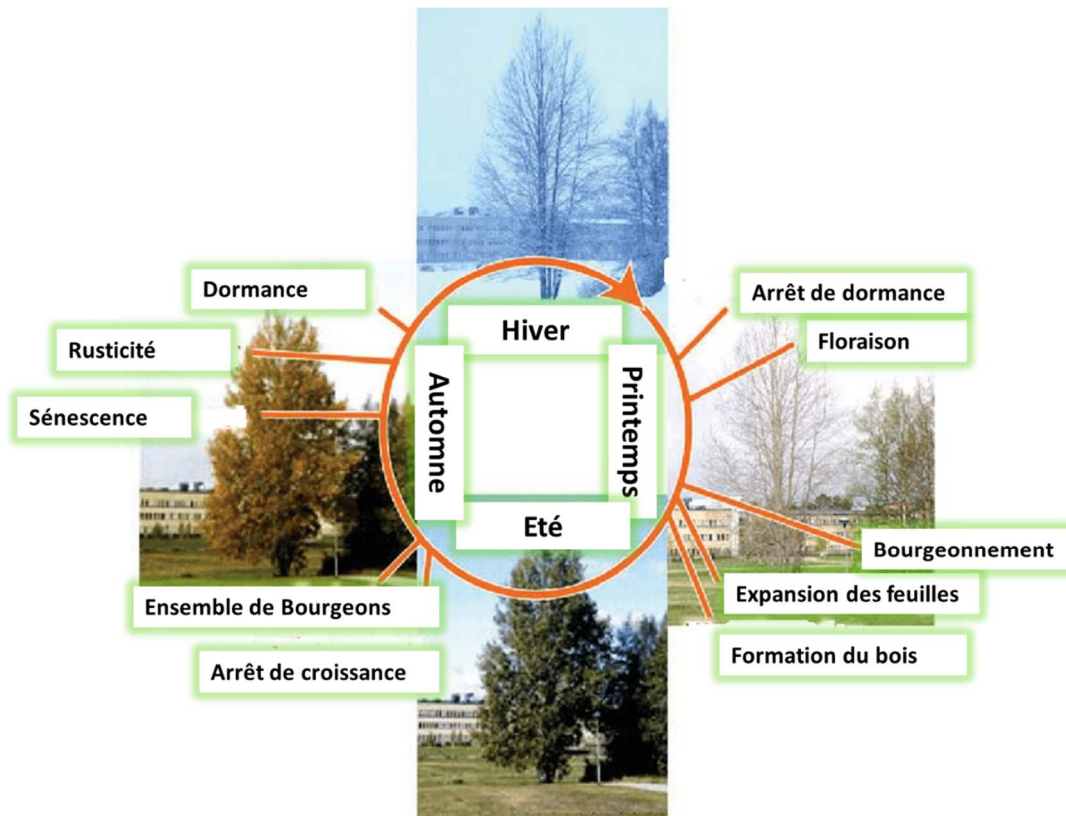 Hiver
Printemps
Eté
Automne
Arrêt de dormance
Floraison
Bourgeonnement
Expansion des feuilles
Formation du bois
Arrêt de croissance
Ensemble de Bourgeons
Sénescence
Rusticité
Dormance